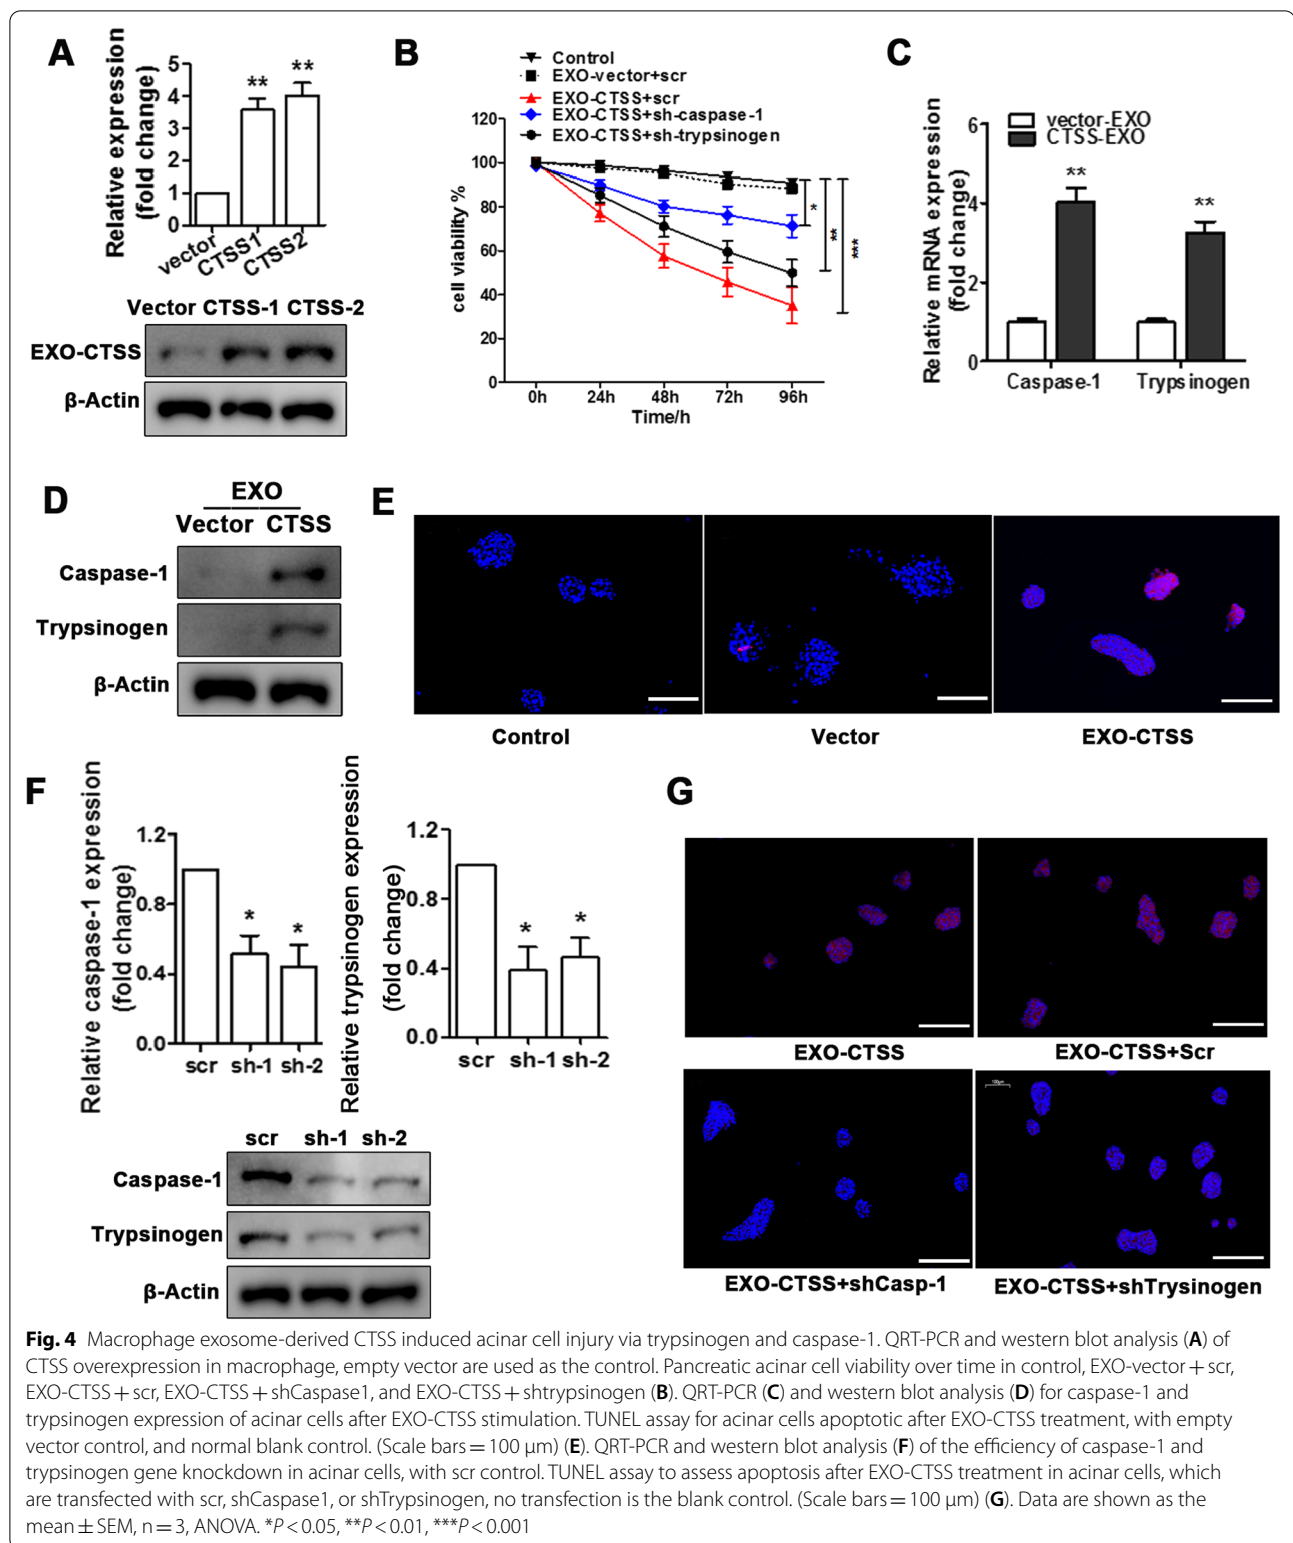 A
Relative expression
(fold change)
5
4
3
2
1
0
**
**
vector
CTSS1
CTSS2
Vector CTSS-1 CTSS-2
EXO-CTSS
β-Actin
B
Control
EXO-vector+scr
EXO-CTSS+scr
EXO-CTSS+sh-caspase-1
EXO-CTSS+sh-trypsinogen
cell viability %
120
100
80
60
40
20
0
*
**
***
0h 24h 48h 72h 96h
Time/h
C
vector-EXO
CTSS-EXO
Relative mRNA expression
(fold change)
6
4
2
0
**
**
Caspase-1 Trypsinogen
D
EXO
Vector CTSS
Caspase-1
Trypsinogen
β-Actin
E
Control Vector EXO-CTSS
F
Relative caspase-1 expression
(fold change)
1.2
0.8
0.4
0.0
*
*
scr sh-1 sh-2
Relative trypsinogen expression
(fold change)
1.2
0.8
0.4
0.0
*
*
scr sh-1 sh-2
scr sh-1 sh-2
Caspase-1
Trypsinogen
β-Actin
G
EXO-CTSS EXO-CTSS+Scr
100μm
EXO-CTSS+shCasp-1 EXO-CTSS+shTrysinogen
Fig. 4 Macrophage exosome-derived CTSS induced acinar cell injury via trypsinogen and caspase-1. QRT-PCR and western blot analysis (A) of
CTSS overexpression in macrophage, empty vector are used as the control. Pancreatic acinar cell viability over time in control, EXO-vector + scr,
EXO-CTSS + scr, EXO-CTSS + shCaspase1, and EXO-CTSS + shtrypsinogen (B). QRT-PCR (C) and western blot analysis (D) for caspase-1 and
trypsinogen expression of acinar cells after EXO-CTSS stimulation. TUNEL assay for acinar cells apoptotic after EXO-CTSS treatment, with empty
vector control, and normal blank control. (Scale bars = 100 μm) (E). QRT-PCR and western blot analysis (F) of the efficiency of caspase-1 and
trypsinogen gene knockdown in acinar cells, with scr control. TUNEL assay to assess apoptosis after EXO-CTSS treatment in acinar cells, which
are transfected with scr, shCaspase1, or shTrypsinogen, no transfection is the blank control. (Scale bars = 100 μm) (G). Data are shown as the
mean ± SEM, n = 3, ANOVA. *P < 0.05, **P < 0.01, ***P < 0.001